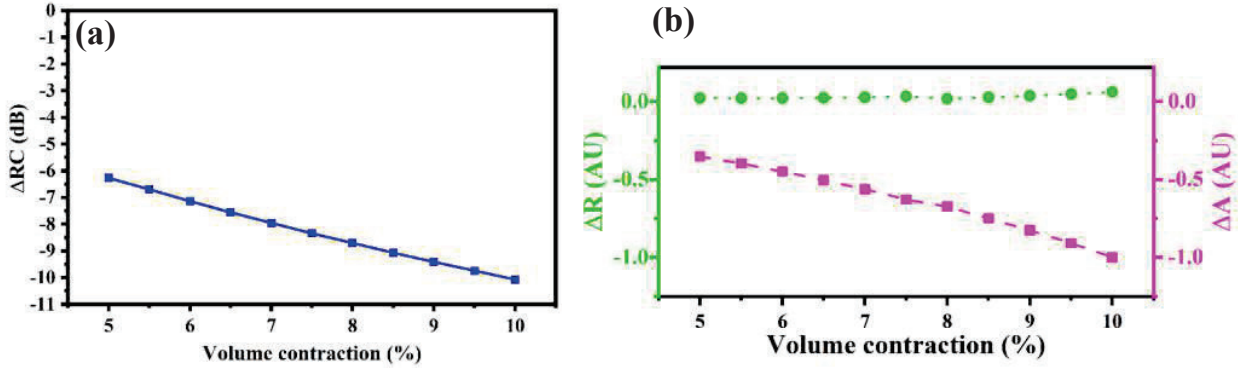 (a)
0
-1
-2
-3
-4
-5
-6
-7
-8
-9
-10
-11
ΔRC (dB)
5 6 7 8 9 10
Volume contraction (%)
(b)
0.0
-0.5
-1.0
ΔR (AU)
0.0
-0.5
-1.0
ΔA (AU)
5 6 7 8 9 10
Volume contraction (%)